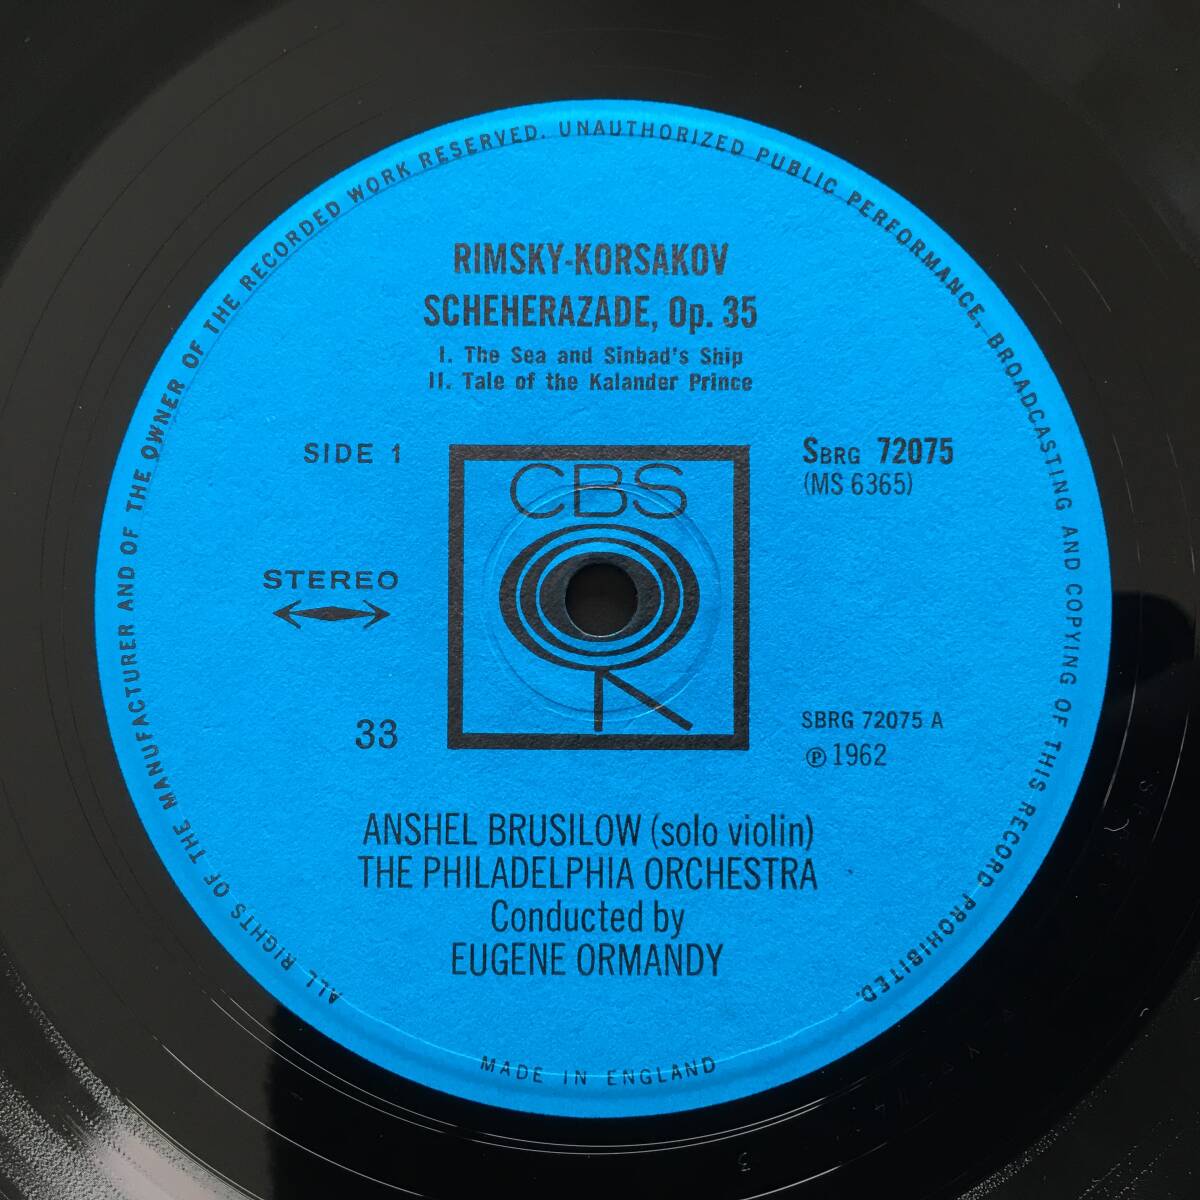 ALL RIGHTS OF THE MANUFACTURER AND OF THE OWNER OF THE RECORDED WORK RESERVED. UNAUTHORIZED PUBLIC PERFORMANCE, BROADCASTING AND COPYING OF THIS RECORD PROHIBITED.
RIMSKY-KORSAKOV
SCHEHERAZADE, Op. 35
I. The Sea and Sinbad's Ship
II. Tale of the Kalander Prince
SIDE 1
CBS
SBRG 72075
(MS 6365)
STEREO
33
SBRG 72075 A
℗ 1962
ANSHEL BRUSILOW (solo violin)
THE PHILADELPHIA ORCHESTRA
Conducted by
EUGENE ORMANDY
MADE IN ENGLAND
3